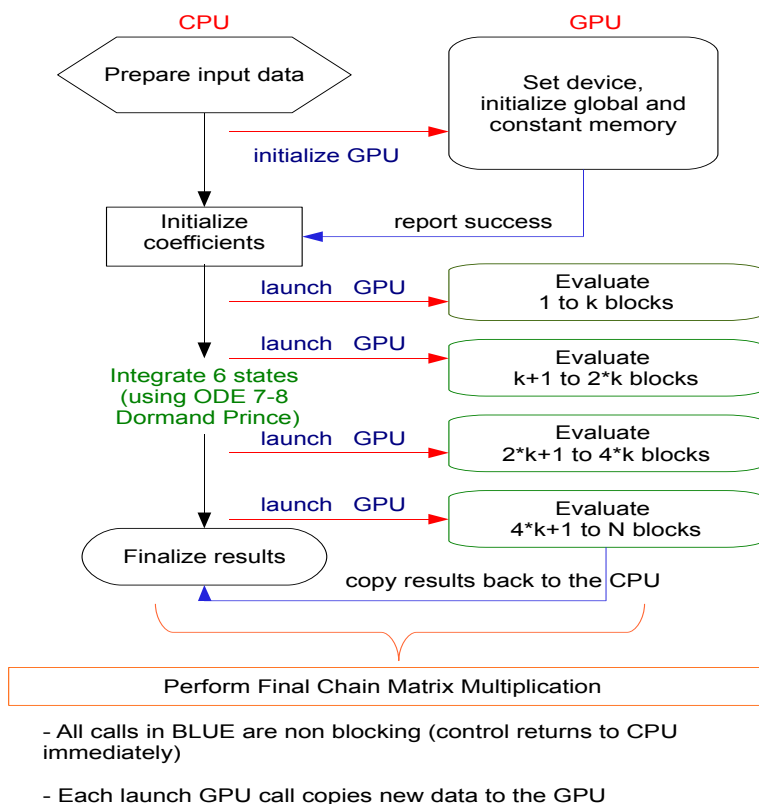 CPU
GPU
Prepare input data
Set device,
initialize global and
constant memory
initialize GPU
Initialize
coefficients
report success
launch GPU
Evaluate
1 to k blocks
launch GPU
Evaluate
k+1 to 2*k blocks
Integrate 6 states
(using ODE 7-8
Dormand Prince)
launch GPU
Evaluate
2*k+1 to 4*k blocks
launch GPU
Evaluate
4*k+1 to N blocks
Finalize results
copy results back to the CPU
Perform Final Chain Matrix Multiplication
- All calls in BLUE are non blocking (control returns to CPU
immediately)
- Each launch GPU call copies new data to the GPU